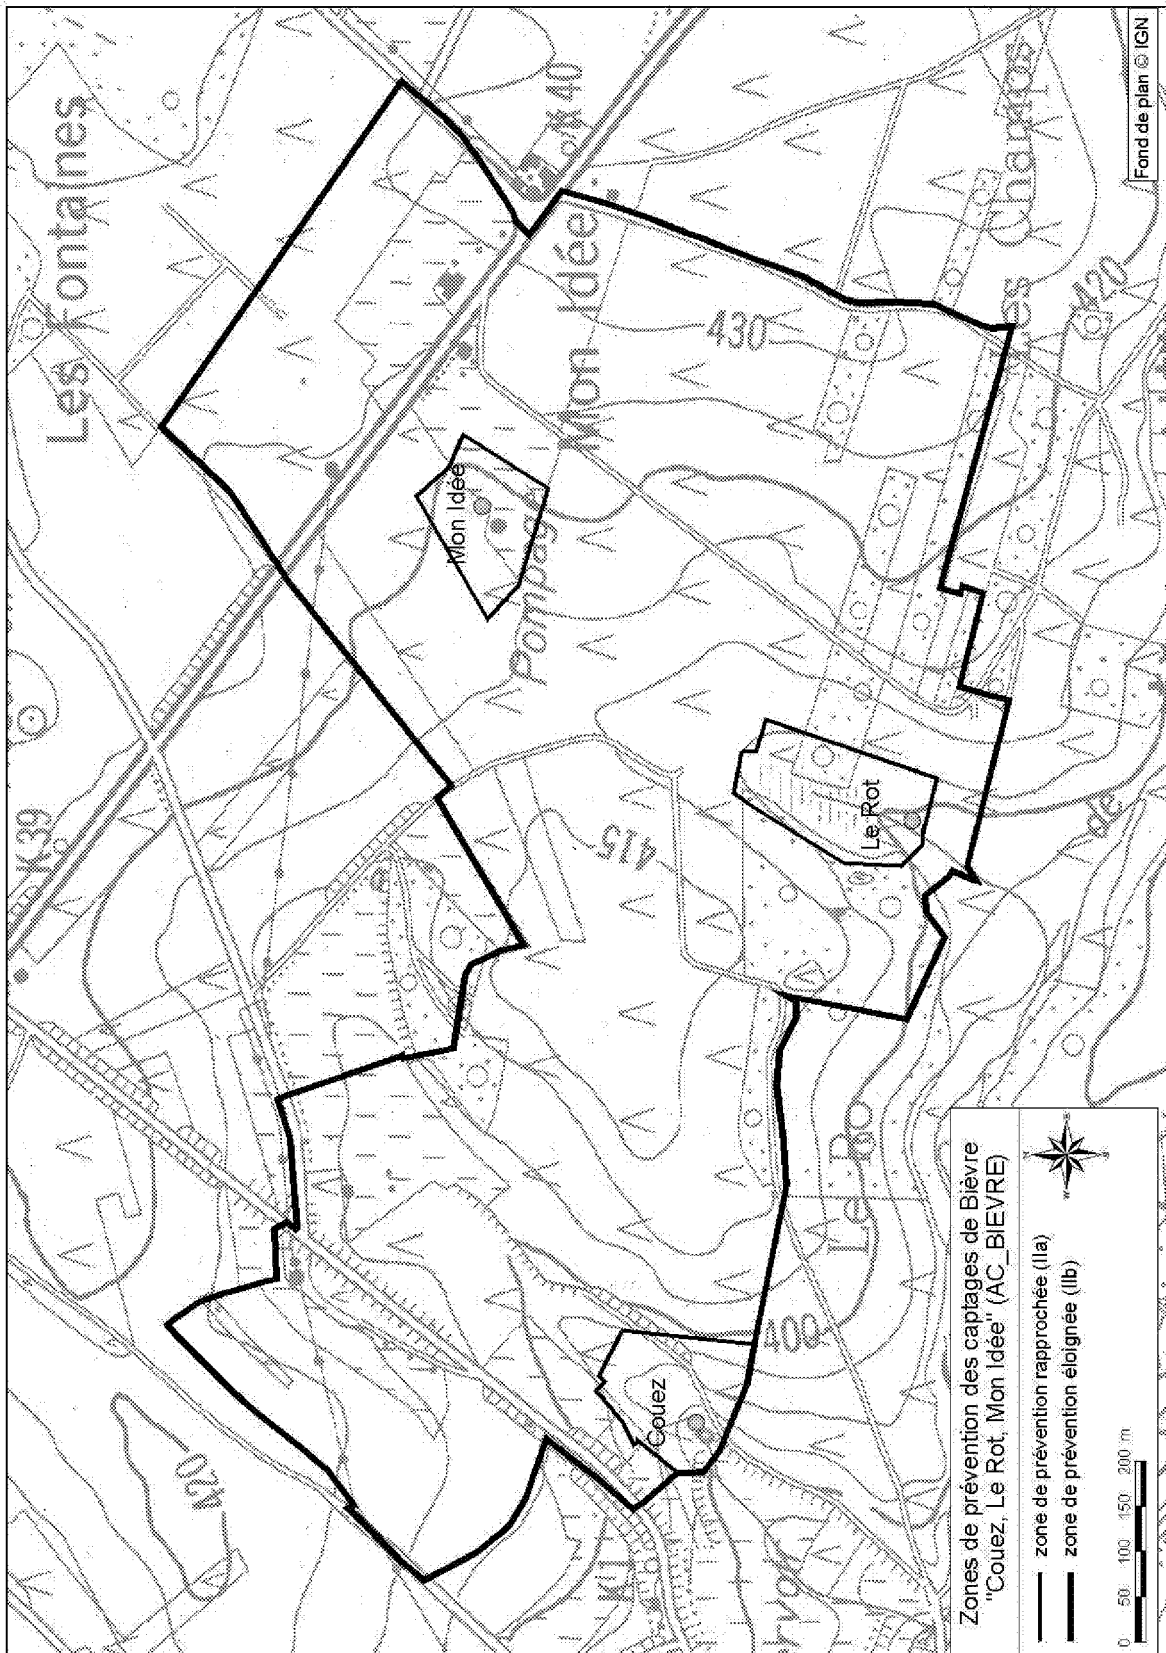 Les Fontaines
K39
K 40
Mon Idée
430
Mon Idée
Pompage
415
Le Rot
420
420
400
Couez
Zones de prévention des captages de Bièvre
"Couez, Le Rot, Mon Idée" (AC_BIEVRE)
zone de prévention rapprochée (IIa)
zone de prévention éloignée (IIb)
0 50 100 150 200 m
Fond de plan © IGN